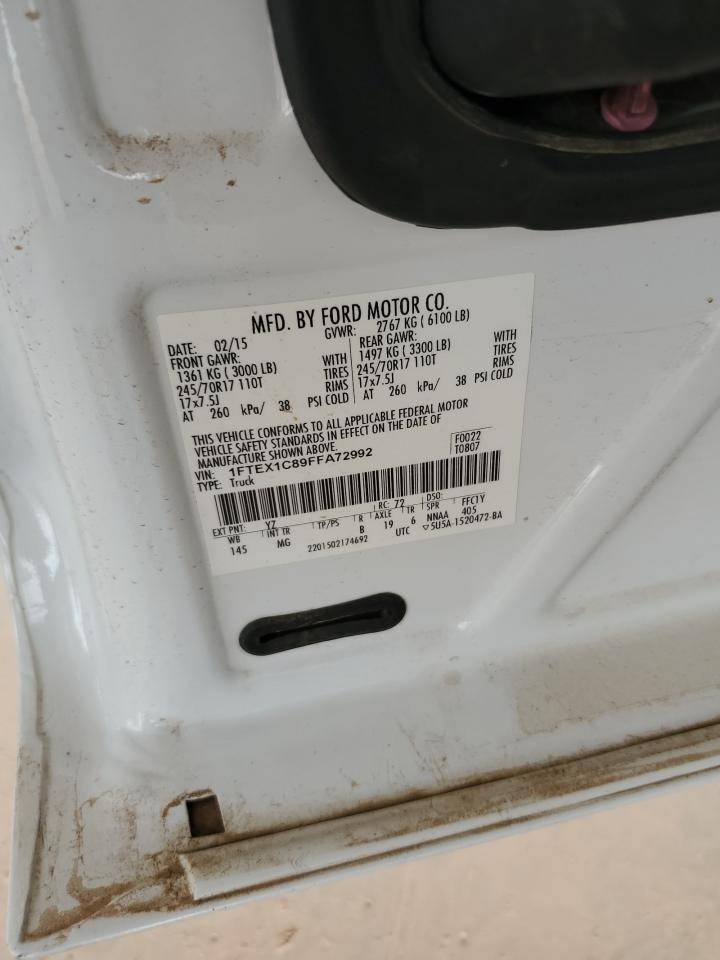 MFD. BY FORD MOTOR CO.
DATE: 02/15 GVWR: 2767 KG ( 6100 LB)
FRONT GAWR: WITH REAR GAWR: WITH
1361 KG ( 3000 LB) TIRES 1497 KG ( 3300 LB) TIRES
245/70R17 110T RIMS 245/70R17 110T RIMS
17x7.5J 17x7.5J
AT 260 kPa/ 38 PSI COLD AT 260 kPa/ 38 PSI COLD
THIS VEHICLE CONFORMS TO ALL APPLICABLE FEDERAL MOTOR
VEHICLE SAFETY STANDARDS IN EFFECT ON THE DATE OF
MANUFACTURE SHOWN ABOVE. F0022
VIN: 1FTEX1C89FFA72992 T0807
TYPE: Truck
EXT PNT: YZ RC: 72 DSO: FFC1Y
WB INT TR TP/PS R AXLE TR SPR 405
145 MG B 19 6 NNAA
2201502174692 UTC ▽5U5A-1520472-BA